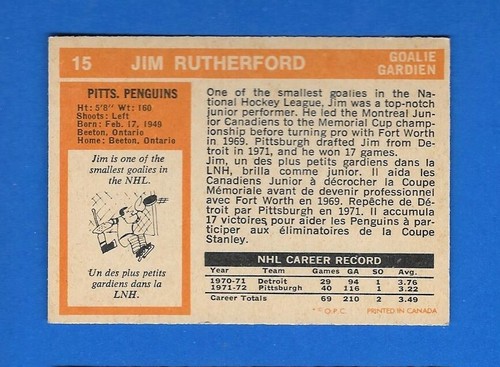 15 JIM RUTHERFORD GOALIE
GARDIEN
PITTS. PENGUINS
Ht: 5'8" Wt: 160
Shoots: Left
Born: Feb. 17, 1949
Beeton, Ontario
Home: Beeton, Ontario
Jim is one of the
smallest goalies in
the NHL.
Un des plus petits
gardiens dans la
LNH.
One of the smallest goalies in the Na-
tional Hockey League, Jim was a top-notch
junior performer. He led the Montreal Jun-
ior Canadiens to the Memorial Cup cham-
pionship before turning pro with Fort Worth
in 1969. Pittsburgh drafted Jim from De-
troit in 1971, and he won 17 games.
Jim, un des plus petits gardiens dans la
LNH, brilla comme junior. Il aida les
Canadiens Junior à décrocher la Coupe
Mémoriale avant de devenir professionnel
avec Fort Worth en 1969. Repêche de Dé-
troit par Pittsburgh en 1971. Il accumula
17 victoires pour aider les Penguins à par-
ticiper aux éliminatoires de la Coupe
Stanley.
NHL CAREER RECORD
Year Team Games GA SO Avg.
1970-71 Detroit 29 94 1 3.76
1971-72 Pittsburgh 40 116 1 3.22
Career Totals 69 210 2 3.49
© O.P.C. PRINTED IN CANADA